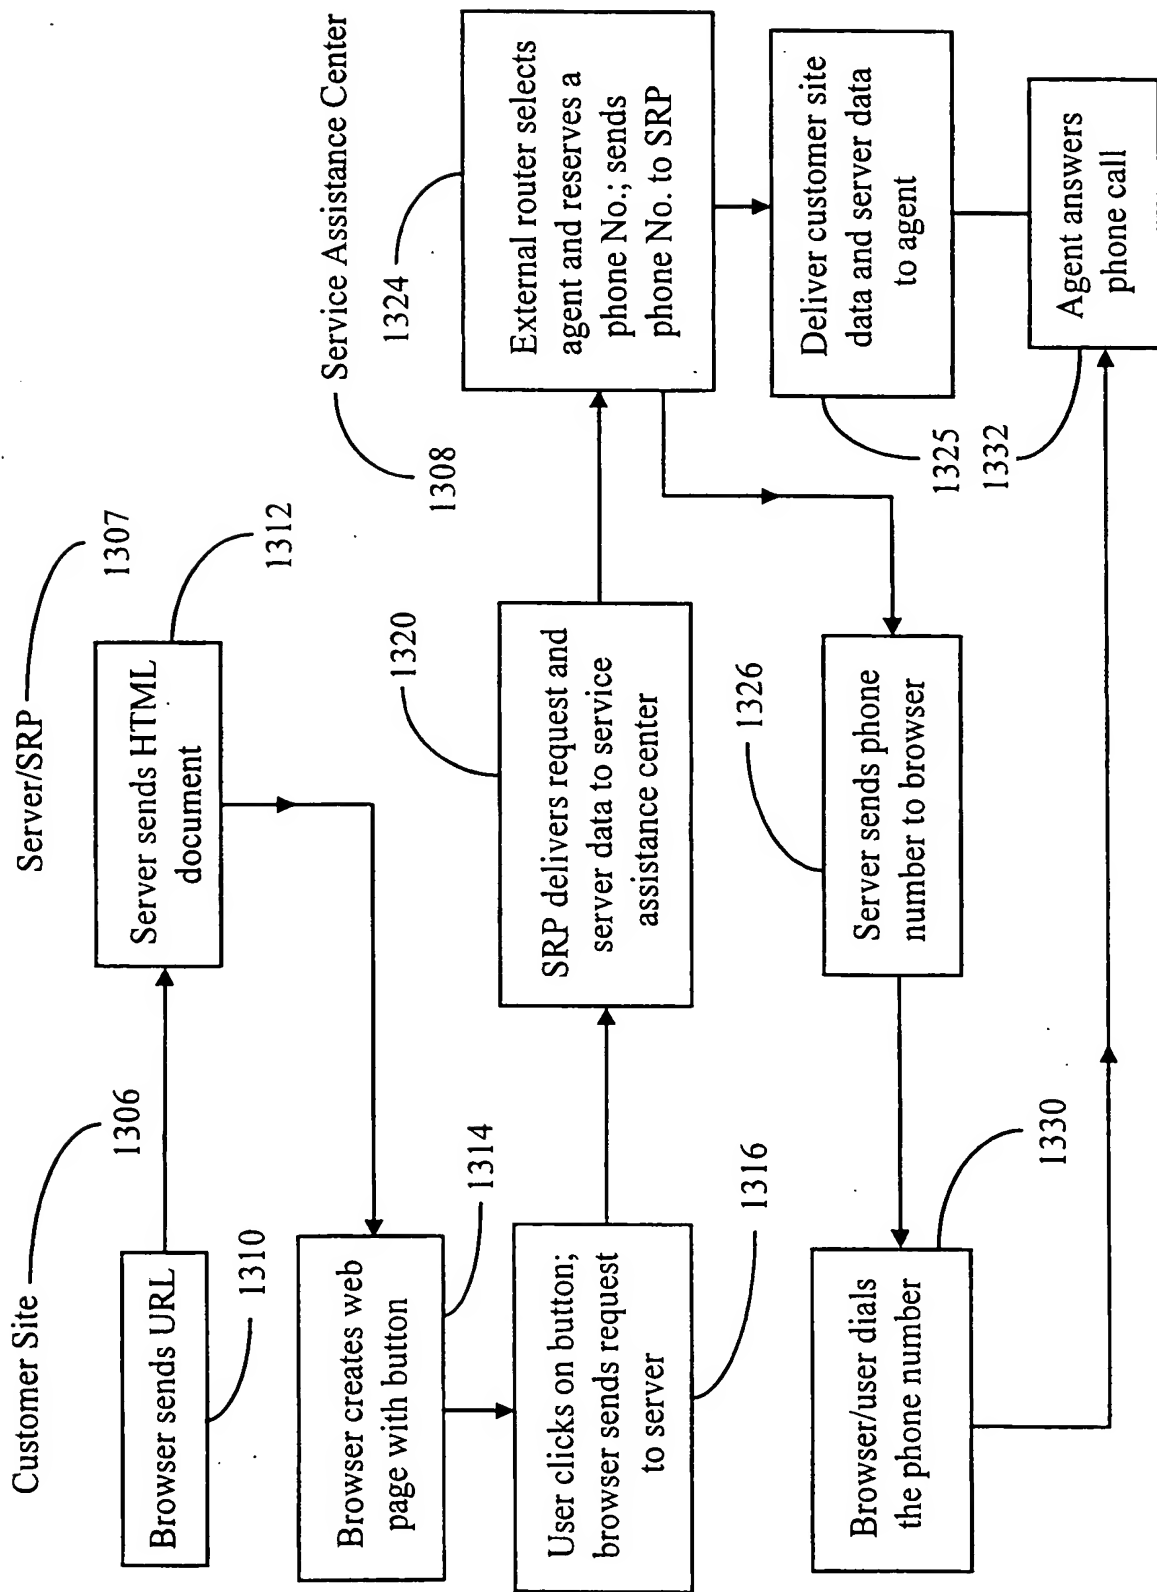 Customer Site
1306
Server/SRP
1307
Service Assistance Center
1308
Browser sends URL
1310
Server sends HTML
document
1312
Browser creates web
page with button
1314
User clicks on button;
browser sends request
to server
1316
SRP delivers request and
server data to service
assistance center
1320
External router selects
agent and reserves a
phone No.; sends
phone No. to SRP
1324
Deliver customer site
data and server data
to agent
1325
Server sends phone
number to browser
1326
Browser/user dials
the phone number
1330
Agent answers
phone call
1332